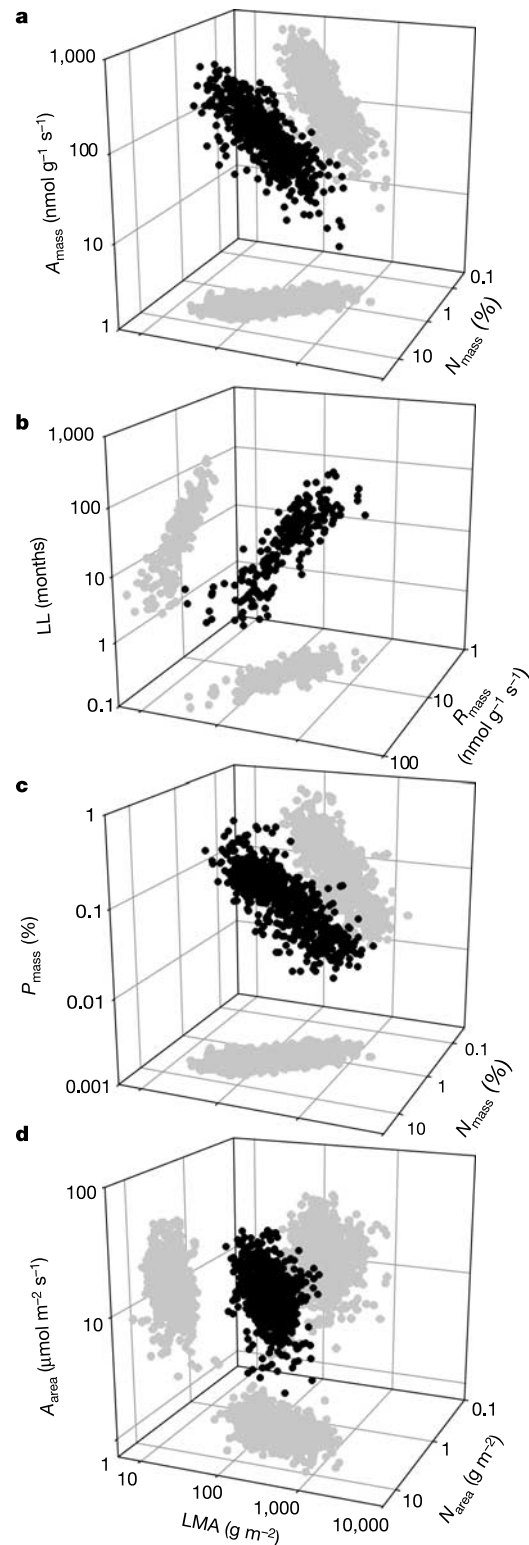 a
1,000
100
10
1
A_mass (nmol g⁻¹ s⁻¹)
0.1
1
10
N_mass (%)
b
1,000
100
10
1
0.1
LL (months)
1
10
100
R_mass
(nmol g⁻¹ s⁻¹)
c
1
0.1
0.01
0.001
P_mass (%)
0.1
1
10
N_mass (%)
d
100
10
1
A_area (μmol m⁻² s⁻¹)
10
100
1,000
10,000
LMA (g m⁻²)
0.1
1
10
N_area (g m⁻²)